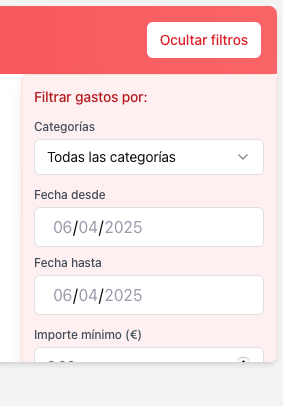 Ocultar filtros
Filtrar gastos por:
Categorías
Todas las categorías
Fecha desde
06/04/2025
Fecha hasta
06/04/2025
Importe mínimo (€)